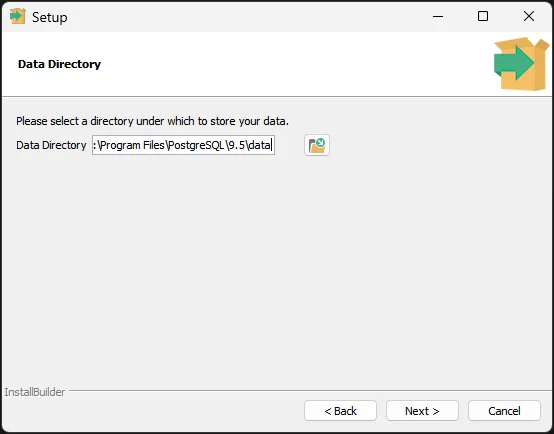 Setup
Data Directory
Please select a directory under which to store your data.
Data Directory :\Program Files\PostgreSQL\9.5\data
InstallBuilder
< Back Next > Cancel